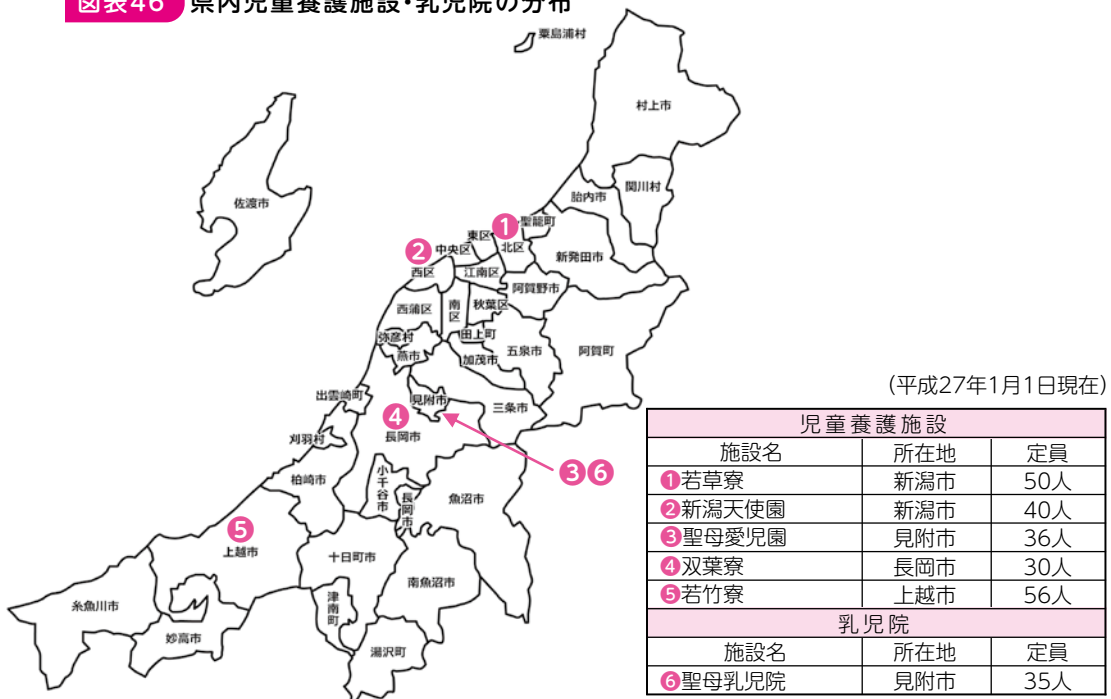 図表46 県内児童養護施設・乳児院の分布
粟島浦村
村上市
関川村
胎内市
佐渡市
❶
聖籠町
東区
北区
❷
中央区
新発田市
西区
江南区
阿賀野市
西蒲区
南区
秋葉区
弥彦村
田上町
五泉市
阿賀町
燕市
加茂市
出雲崎町
見附市
三条市
❹
長岡市
刈羽村
❸❻
柏崎市
小千谷市
長岡市
魚沼市
❺
上越市
十日町市
南魚沼市
糸魚川市
津南町
妙高市
湯沢町
(平成27年1月1日現在)
児童養護施設
施設名 所在地 定員
❶若草寮 新潟市 50人
❷新潟天使園 新潟市 40人
❸聖母愛児園 見附市 36人
❹双葉寮 長岡市 30人
❺若竹寮 上越市 56人
乳児院
施設名 所在地 定員
❻聖母乳児院 見附市 35人